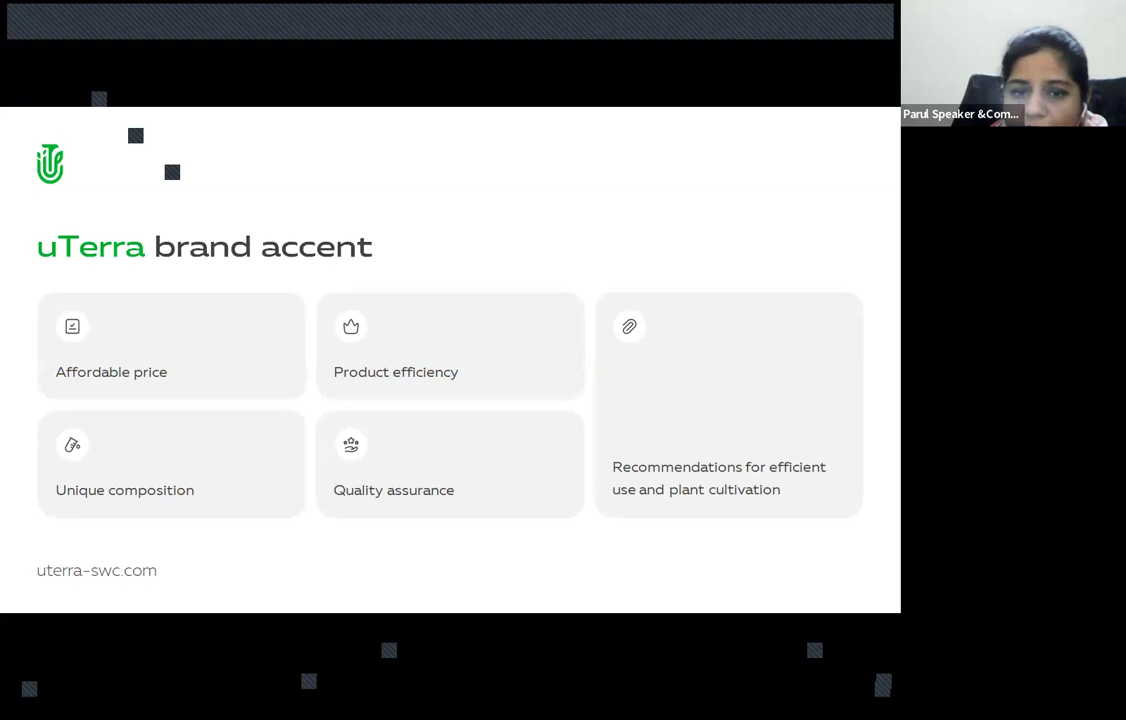 Parul Speaker &Com...
uTerra brand accent
Affordable price
Product efficiency
Unique composition
Quality assurance
Recommendations for efficient
use and plant cultivation
uterra-swc.com